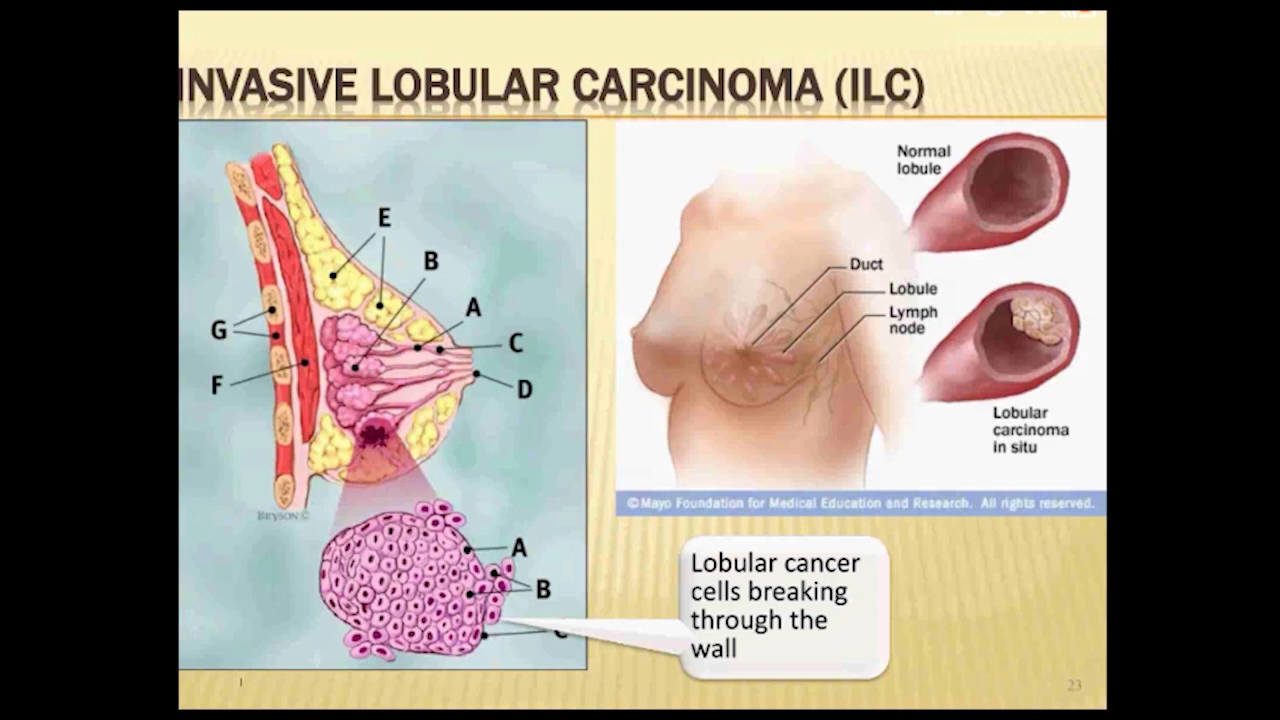 INVASIVE LOBULAR CARCINOMA (ILC)
E
B
A
C
D
G
F
BRYSON ©
A
B
Normal
lobule
Duct
Lobule
Lymph
node
Lobular
carcinoma
in situ
©Mayo Foundation for Medical Education and Research. All rights reserved.
Lobular cancer
cells breaking
through the
wall
23